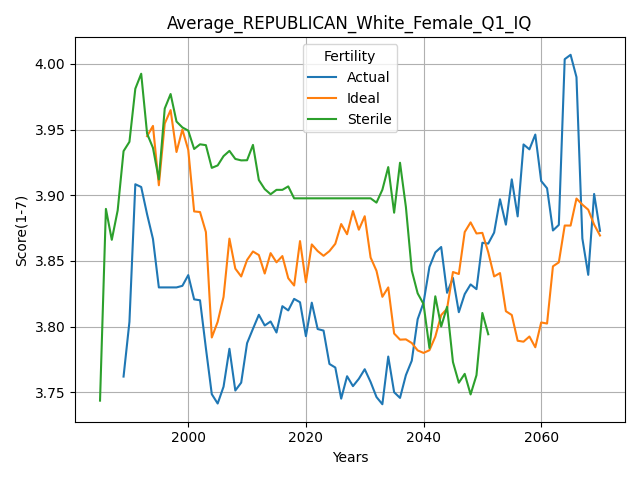 Average_REPUBLICAN_White_Female_Q1_IQ
Fertility
Actual
Ideal
Sterile
Score(1-7)
4.00
3.95
3.90
3.85
3.80
3.75
2000 2020 2040 2060
Years